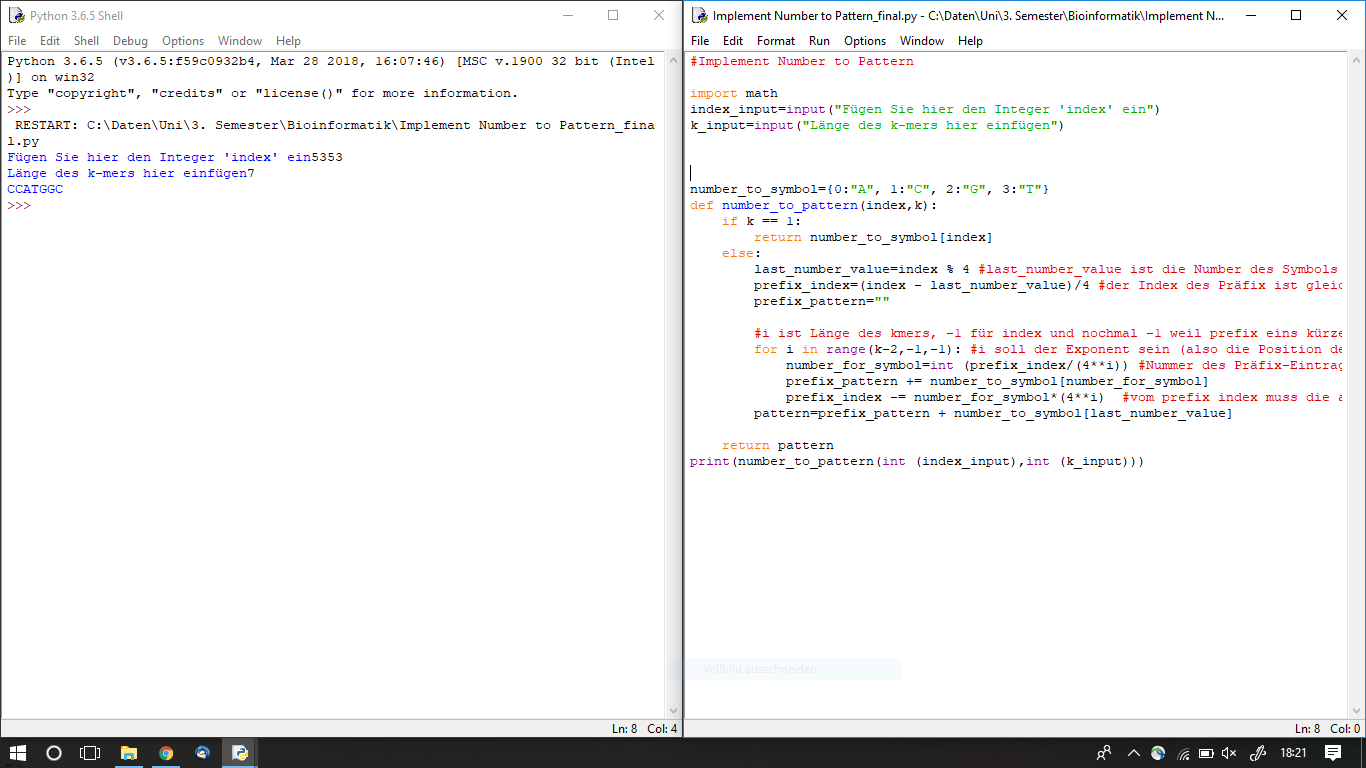 Python 3.6.5 Shell
File Edit Shell Debug Options Window Help
Python 3.6.5 (v3.6.5:f59c0932b4, Mar 28 2018, 16:07:46) [MSC v.1900 32 bit (Intel
)] on win32
Type "copyright", "credits" or "license()" for more information.
>>>
 RESTART: C:\Daten\Uni\3. Semester\Bioinformatik\Implement Number to Pattern_fina
l.py
Fügen Sie hier den Integer 'index' ein5353
Länge des k-mers hier einfügen7
CCATGGC
>>>
Ln: 8 Col: 4
Implement Number to Pattern_final.py - C:\Daten\Uni\3. Semester\Bioinformatik\Implement N...
File Edit Format Run Options Window Help
#Implement Number to Pattern
import math
index_input=input("Fügen Sie hier den Integer 'index' ein")
k_input=input("Länge des k-mers hier einfügen")
number_to_symbol={0:"A", 1:"C", 2:"G", 3:"T"}
def number_to_pattern(index,k):
    if k == 1:
        return number_to_symbol[index]
    else:
        last_number_value=index % 4 #last_number_value ist die Number des Symbols
        prefix_index=(index - last_number_value)/4 #der Index des Präfix ist gleic
        prefix_pattern=""
        #i ist Länge des kmers, -1 für index und nochmal -1 weil prefix eins kürze
        for i in range(k-2,-1,-1): #i soll der Exponent sein (also die Position de
            number_for_symbol=int (prefix_index/(4**i)) #Nummer des Präfix-Eintrag
            prefix_pattern += number_to_symbol[number_for_symbol]
            prefix_index -= number_for_symbol*(4**i)  #vom prefix index muss die a
        pattern=prefix_pattern + number_to_symbol[last_number_value]
    return pattern
print(number_to_pattern(int (index_input),int (k_input)))
Vollbild ausschneiden
Ln: 8 Col: 0
18:21